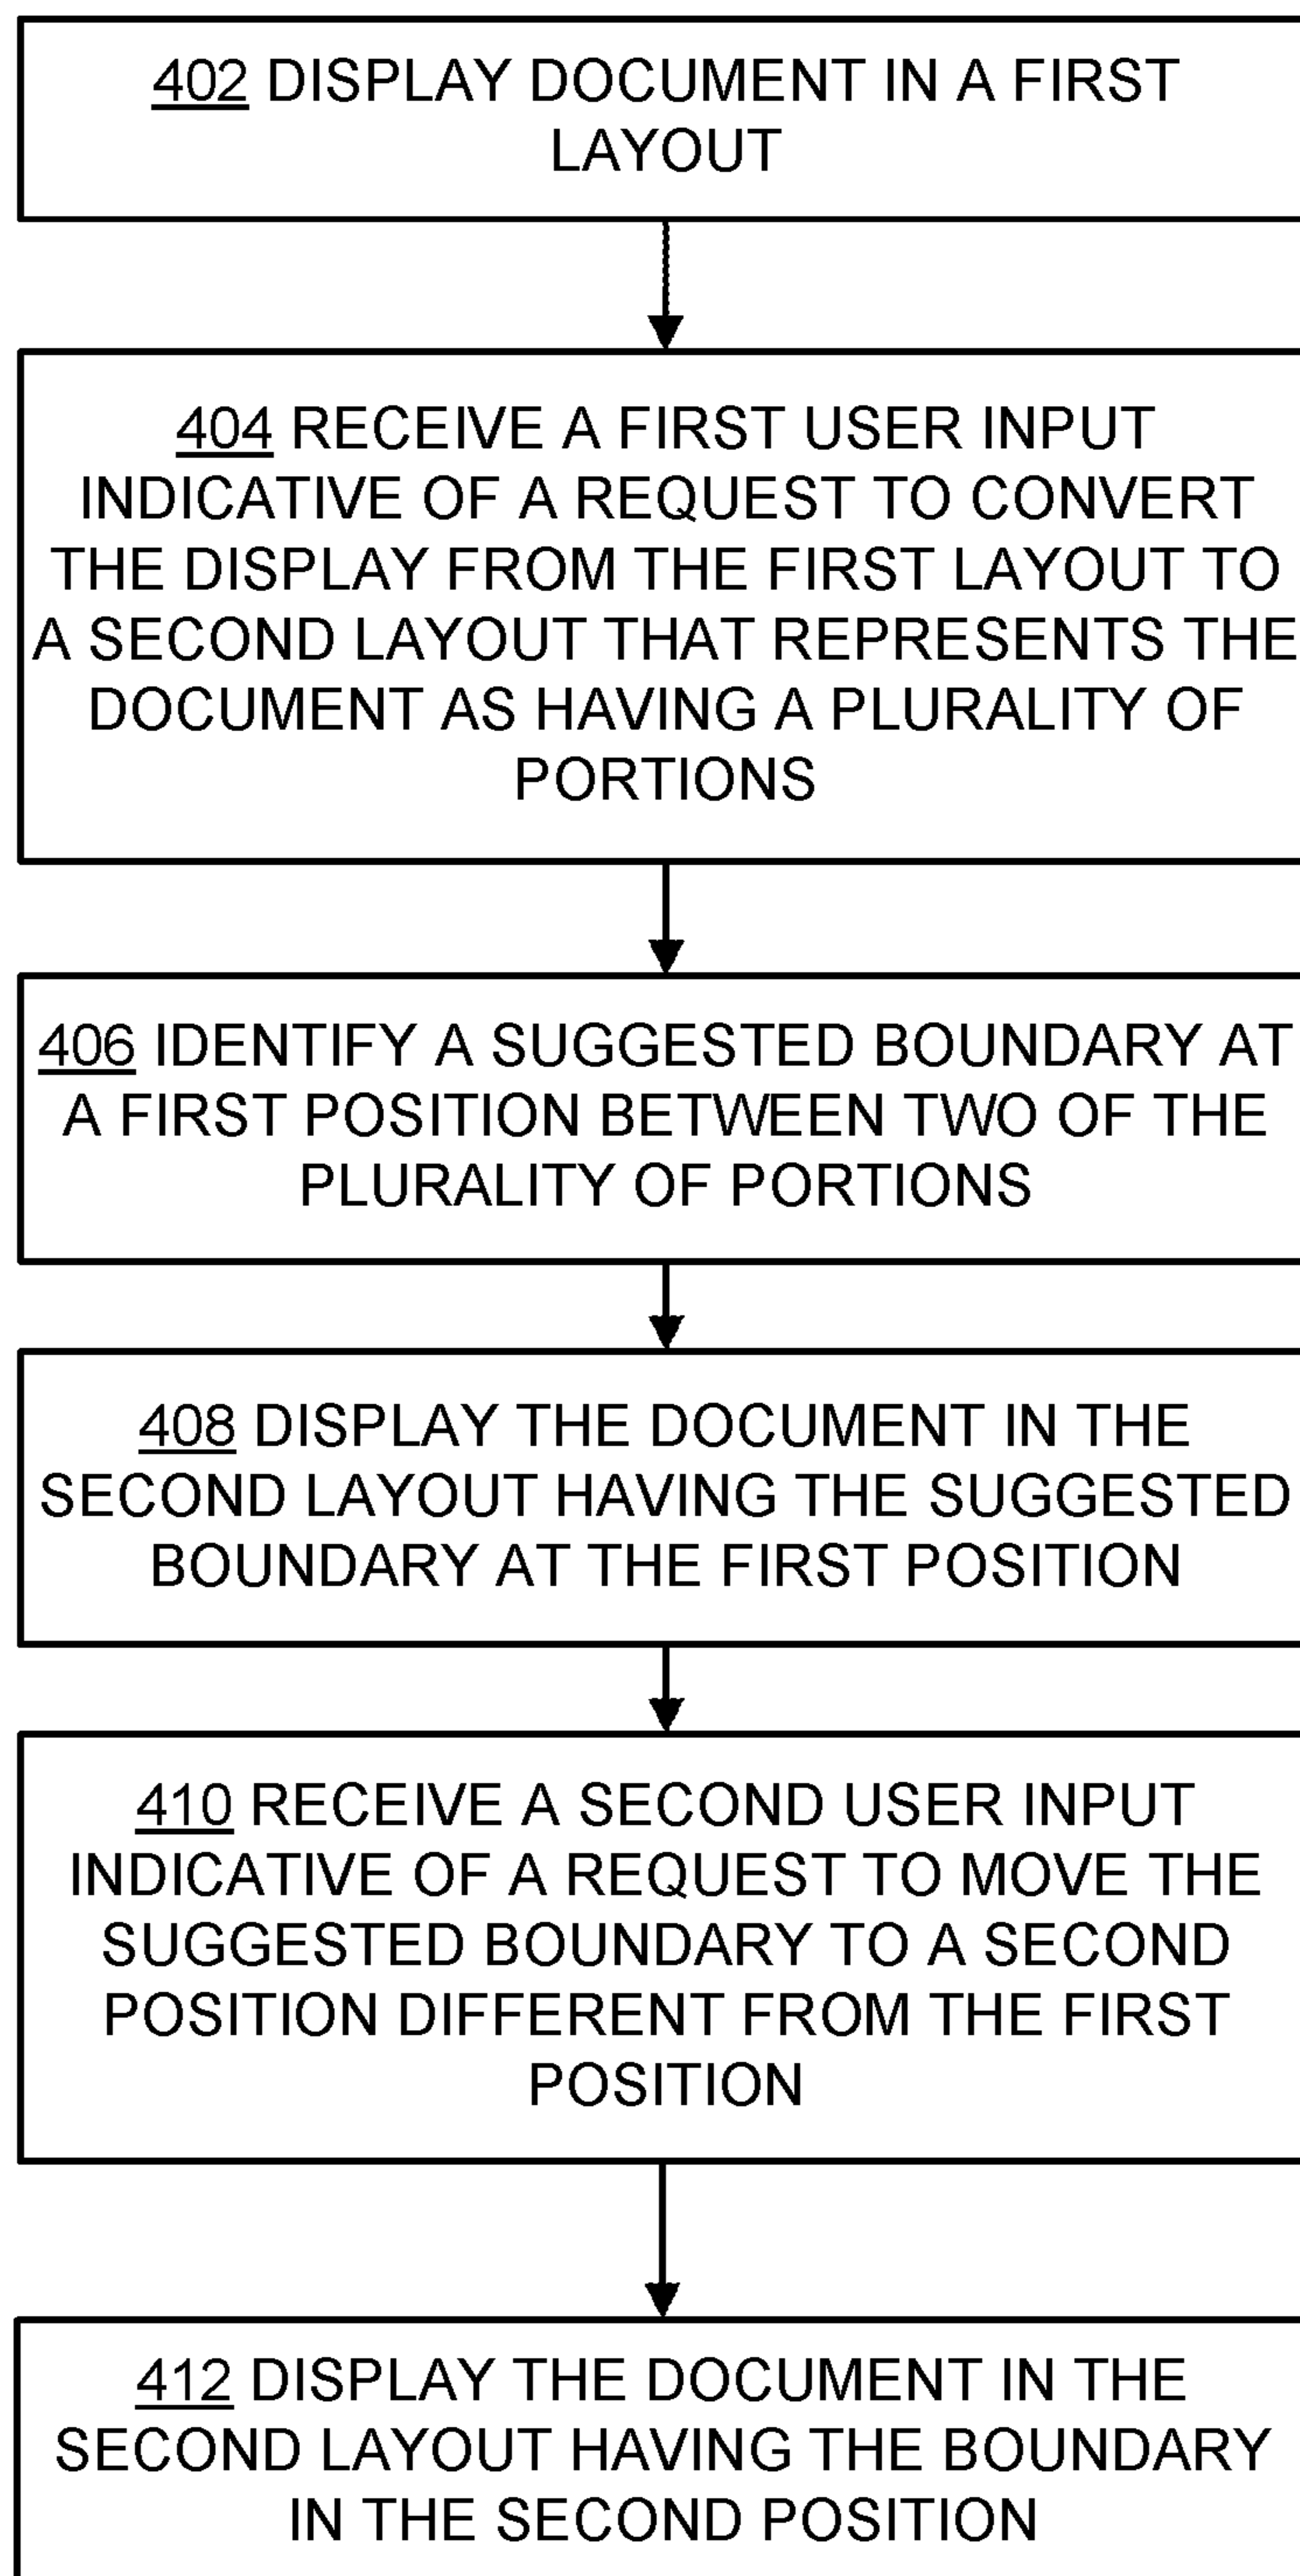 402 DISPLAY DOCUMENT IN A FIRST
LAYOUT
404 RECEIVE A FIRST USER INPUT
INDICATIVE OF A REQUEST TO CONVERT
THE DISPLAY FROM THE FIRST LAYOUT TO
A SECOND LAYOUT THAT REPRESENTS THE
DOCUMENT AS HAVING A PLURALITY OF
PORTIONS
406 IDENTIFY A SUGGESTED BOUNDARY AT
A FIRST POSITION BETWEEN TWO OF THE
PLURALITY OF PORTIONS
408 DISPLAY THE DOCUMENT IN THE
SECOND LAYOUT HAVING THE SUGGESTED
BOUNDARY AT THE FIRST POSITION
410 RECEIVE A SECOND USER INPUT
INDICATIVE OF A REQUEST TO MOVE THE
SUGGESTED BOUNDARY TO A SECOND
POSITION DIFFERENT FROM THE FIRST
POSITION
412 DISPLAY THE DOCUMENT IN THE
SECOND LAYOUT HAVING THE BOUNDARY
IN THE SECOND POSITION